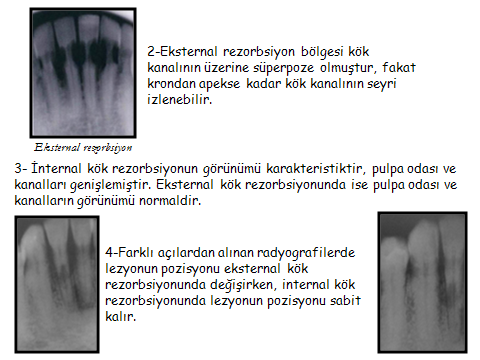 2-Eksternal rezorbsiyon bölgesi kök
kanalının üzerine süperpoze olmuştur, fakat
krondan apekse kadar kök kanalının seyri
izlenebilir.
Eksternal rezorbsiyon
3- İnternal kök rezorbsiyonun görünümü karakteristiktir, pulpa odası ve
kanalları genişlemiştir. Eksternal kök rezorbsiyonunda ise pulpa odası ve
kanalların görünümü normaldir.
4-Farklı açılardan alınan radyografilerde
lezyonun pozisyonu eksternal kök
rezorbsiyonunda değişirken, internal kök
rezorbsiyonunda lezyonun pozisyonu sabit
kalır.